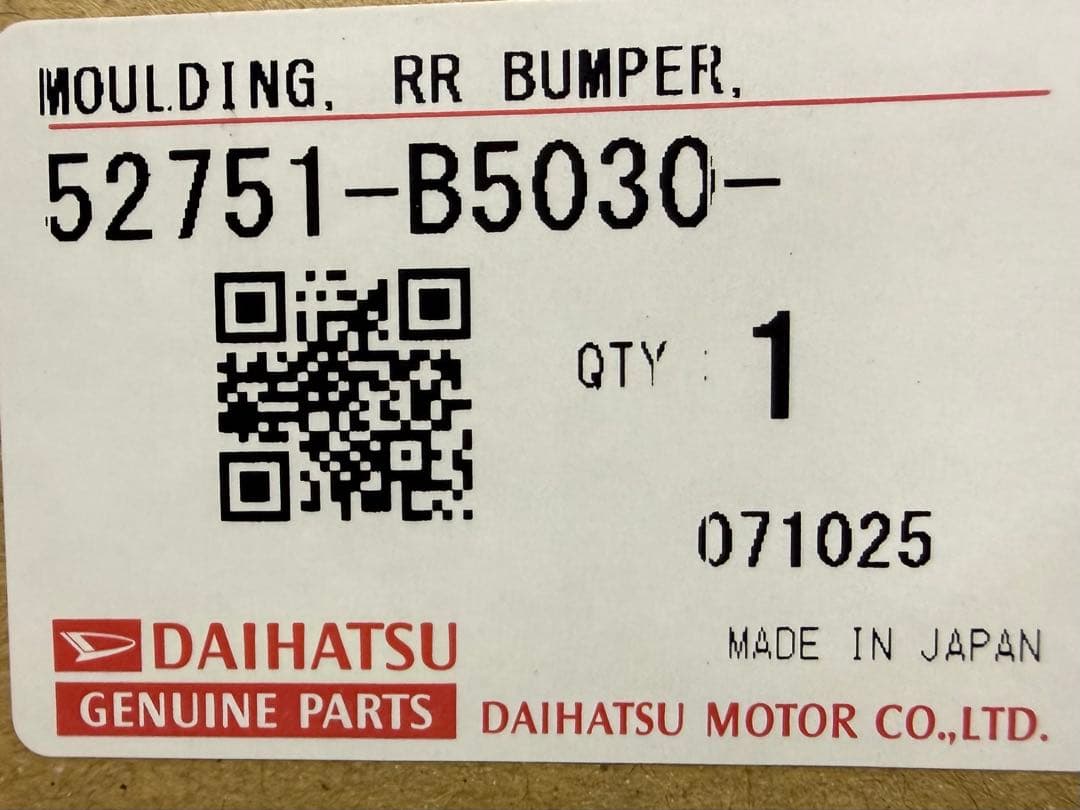 MOULDING, RR BUMPER,
52751-B5030-
QTY : 1
071025
MADE IN JAPAN
DAIHATSU
GENUINE PARTS
DAIHATSU MOTOR CO.,LTD.